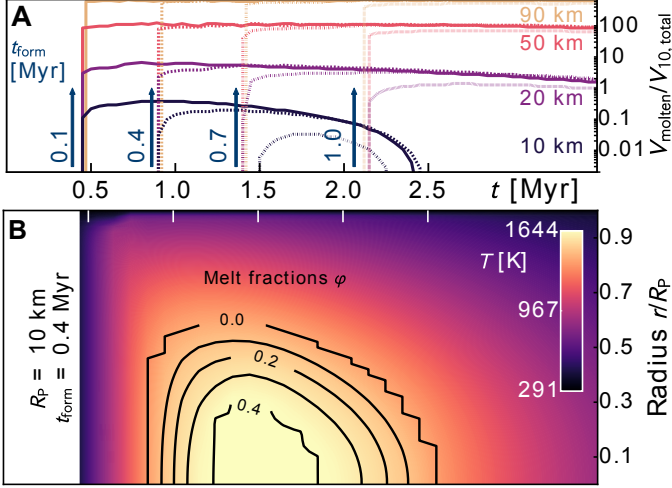 A
t_form
[Myr]
90 km
50 km
20 km
10 km
0.1
0.4
0.7
1.0
100
10
1
0.1
0.01
V_molten/V_10,total
0.5
1.0
1.5
2.0
2.5
t [Myr]
B
R_P = 10 km
t_form = 0.4 Myr
Melt fractions φ
0.0
0.2
0.4
T [K]
1644
967
291
0.9
0.7
0.5
0.3
0.1
Radius r/R_P